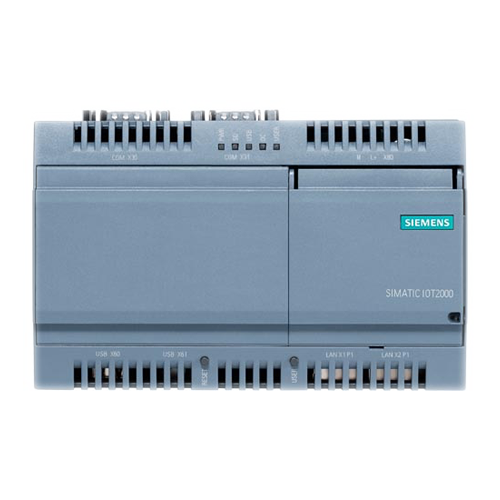 PWR SD USB DC USER
COM X30 COM X31 M L+ X80
SIEMENS
SIMATIC IOT2000
USB X60 USB X61 RESET USER LAN X1 P1 LAN X2 P1